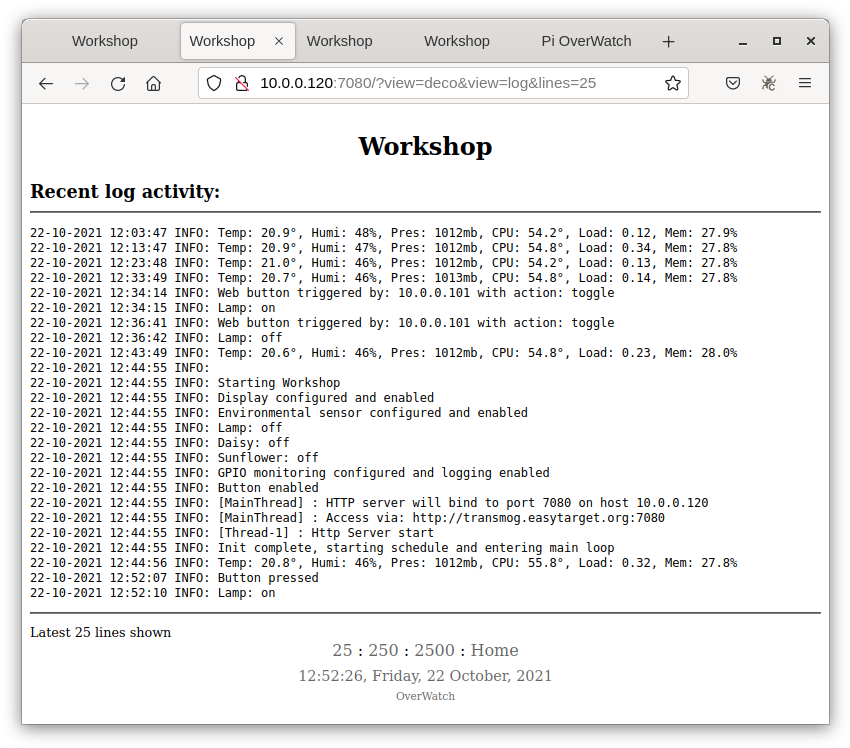 Workshop Workshop × Workshop Workshop Pi OverWatch +
10.0.0.120:7080/?view=deco&view=log&lines=25
Workshop
Recent log activity:
22-10-2021 12:03:47 INFO: Temp: 20.9°, Humi: 48%, Pres: 1012mb, CPU: 54.2°, Load: 0.12, Mem: 27.9%
22-10-2021 12:13:47 INFO: Temp: 20.9°, Humi: 47%, Pres: 1012mb, CPU: 54.8°, Load: 0.34, Mem: 27.8%
22-10-2021 12:23:48 INFO: Temp: 21.0°, Humi: 46%, Pres: 1012mb, CPU: 54.2°, Load: 0.13, Mem: 27.8%
22-10-2021 12:33:49 INFO: Temp: 20.7°, Humi: 46%, Pres: 1013mb, CPU: 54.8°, Load: 0.14, Mem: 27.8%
22-10-2021 12:34:14 INFO: Web button triggered by: 10.0.0.101 with action: toggle
22-10-2021 12:34:15 INFO: Lamp: on
22-10-2021 12:36:41 INFO: Web button triggered by: 10.0.0.101 with action: toggle
22-10-2021 12:36:42 INFO: Lamp: off
22-10-2021 12:43:49 INFO: Temp: 20.6°, Humi: 46%, Pres: 1012mb, CPU: 54.8°, Load: 0.23, Mem: 28.0%
22-10-2021 12:44:55 INFO:
22-10-2021 12:44:55 INFO: Starting Workshop
22-10-2021 12:44:55 INFO: Display configured and enabled
22-10-2021 12:44:55 INFO: Environmental sensor configured and enabled
22-10-2021 12:44:55 INFO: Lamp: off
22-10-2021 12:44:55 INFO: Daisy: off
22-10-2021 12:44:55 INFO: Sunflower: off
22-10-2021 12:44:55 INFO: GPIO monitoring configured and logging enabled
22-10-2021 12:44:55 INFO: Button enabled
22-10-2021 12:44:55 INFO: [MainThread] : HTTP server will bind to port 7080 on host 10.0.0.120
22-10-2021 12:44:55 INFO: [MainThread] : Access via: http://transmog.easytarget.org:7080
22-10-2021 12:44:55 INFO: [Thread-1] : Http Server start
22-10-2021 12:44:55 INFO: Init complete, starting schedule and entering main loop
22-10-2021 12:44:56 INFO: Temp: 20.8°, Humi: 46%, Pres: 1012mb, CPU: 55.8°, Load: 0.32, Mem: 27.8%
22-10-2021 12:52:07 INFO: Button pressed
22-10-2021 12:52:10 INFO: Lamp: on
Latest 25 lines shown
25 : 250 : 2500 : Home
12:52:26, Friday, 22 October, 2021
OverWatch